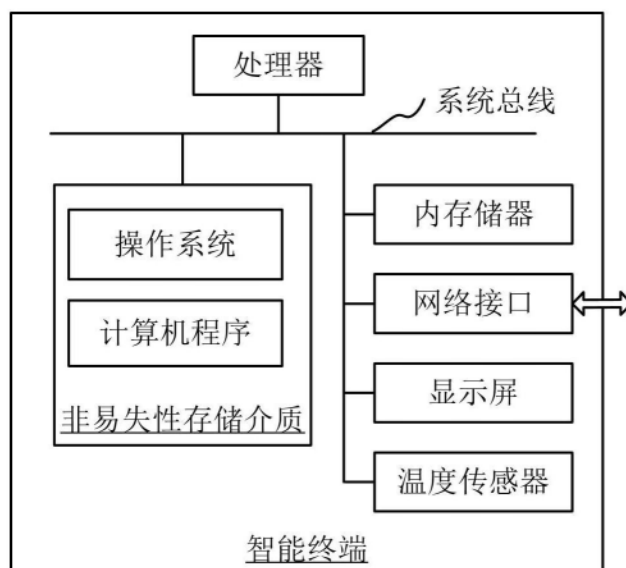 处理器
系统总线
操作系统
计算机程序
非易失性存储介质
内存储器
网络接口
显示屏
温度传感器
智能终端